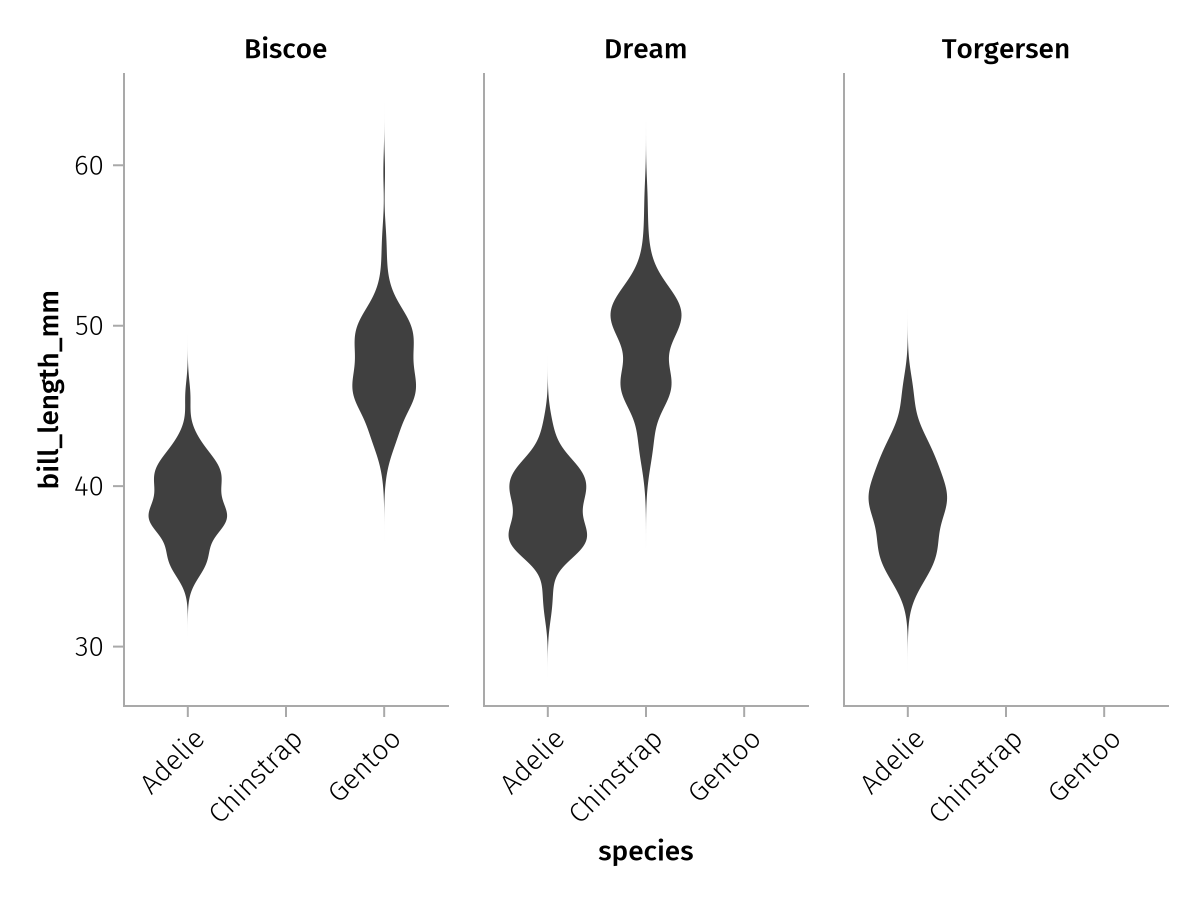 Biscoe Dream Torgersen
60
50
40
30
bill_length_mm
Adelie Chinstrap Gentoo Adelie Chinstrap Gentoo Adelie Chinstrap Gentoo
species